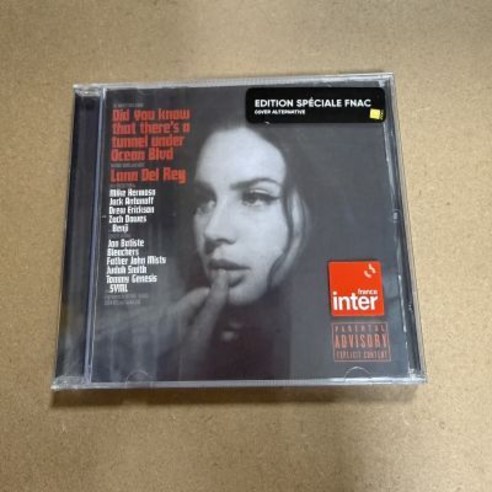 EDITION SPÉCIALE FNAC
COVER ALTERNATIVE
Did you know
that there's a
tunnel under
Ocean Blvd
Lana Del Rey
Mike Hermosa
Jack Antonoff
Drew Erickson
Zach Dawes
Benji
Jon Batiste
Bleachers
Father John Misty
Judah Smith
Tommy Genesis
SYML
france
inter
PARENTAL
ADVISORY
EXPLICIT CONTENT